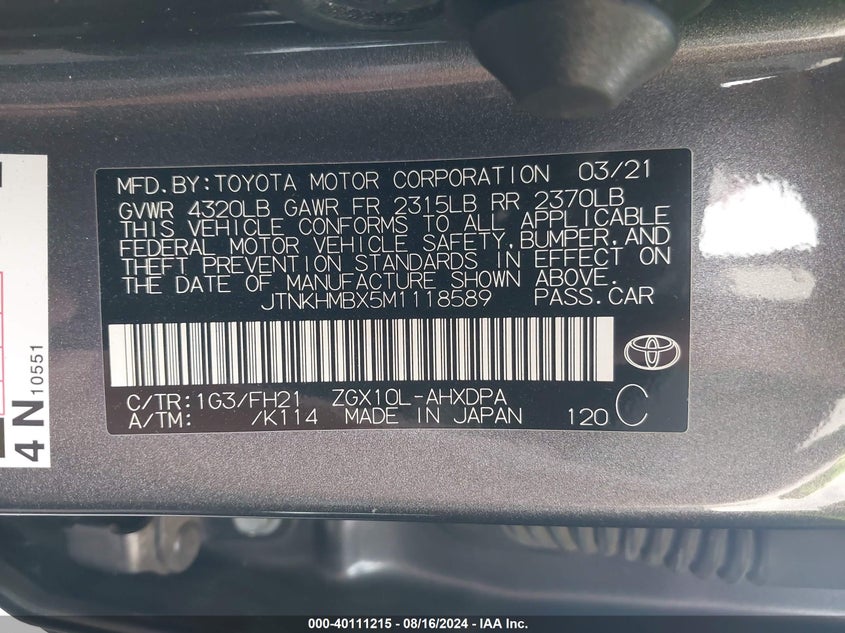 MFD.BY:TOYOTA MOTOR CORPORATION 03/21
GVWR 4320LB GAWR FR 2315LB RR 2370LB
THIS VEHICLE CONFORMS TO ALL APPLICABLE
FEDERAL MOTOR VEHICLE SAFETY, BUMPER, AND
THEFT PREVENTION STANDARDS IN EFFECT ON
THE DATE OF MANUFACTURE SHOWN ABOVE.
JTNKHMBX5M1118589 PASS.CAR
C/TR:1G3/FH21 ZGX10L-AHXDPA
A/TM: /K114 MADE IN JAPAN 120 C
4 N 10551
000-40111215 - 08/16/2024 - IAA Inc.